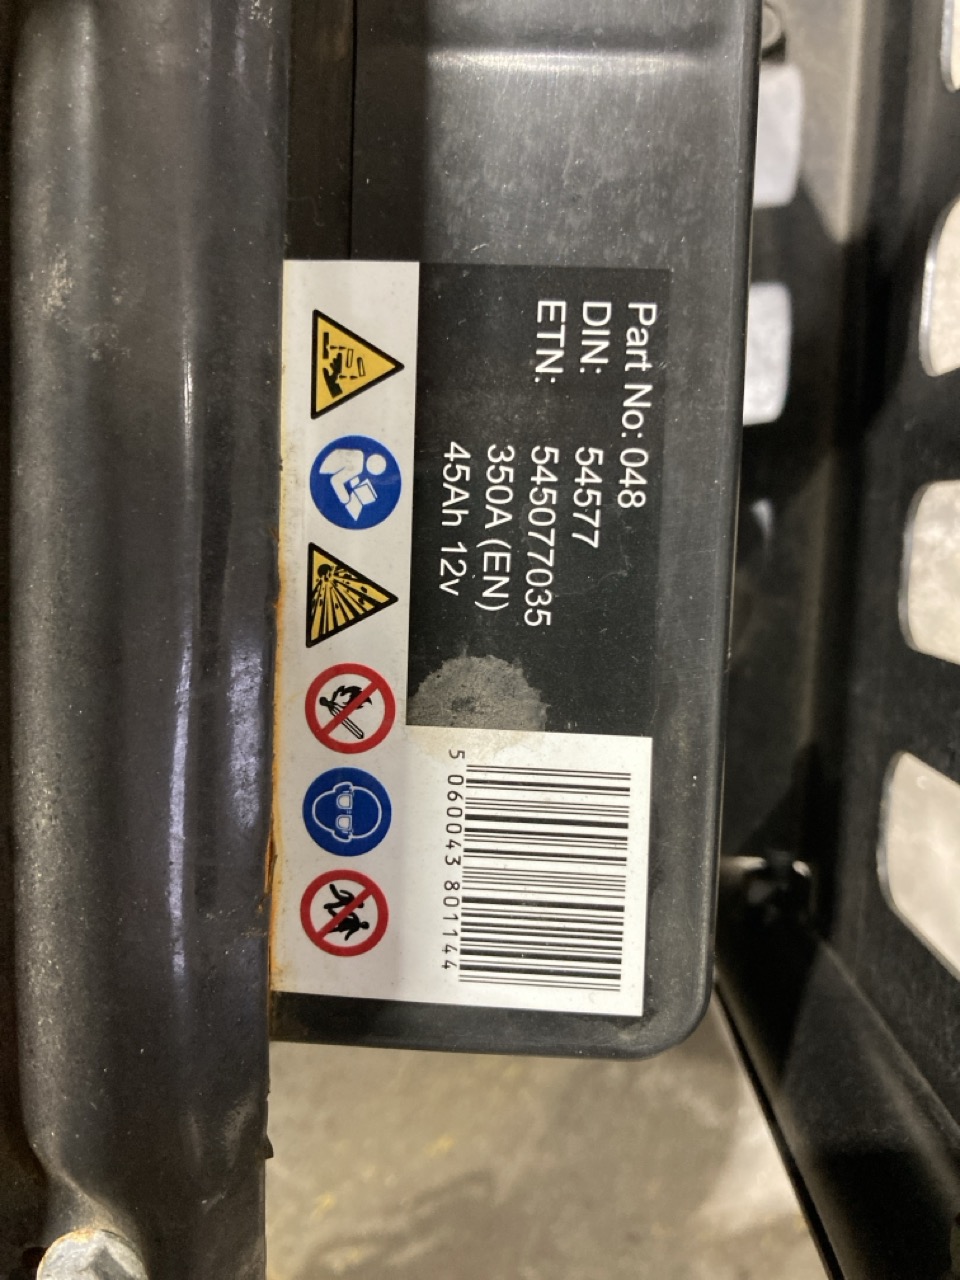 Part No: 048
DIN: 54577
ETN: 545077035
350A (EN)
45Ah 12v
5 060043 801144